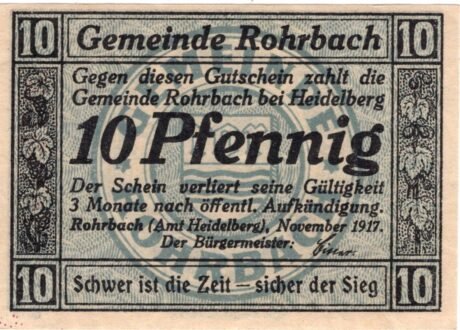 10 Gemeinde Rohrbach 10
Gegen diesen Gutschein zahlt die
Gemeinde Rohrbach bei Heidelberg
10 Pfennig
Der Schein verliert seine Gültigkeit
3 Monate nach öffentl. Aufkündigung.
Rohrbach (Amt Heidelberg), November 1917.
Der Bürgermeister:
10 Schwer ist die Zeit — sicher der Sieg 10
GEMEINDE
ROHRBACH